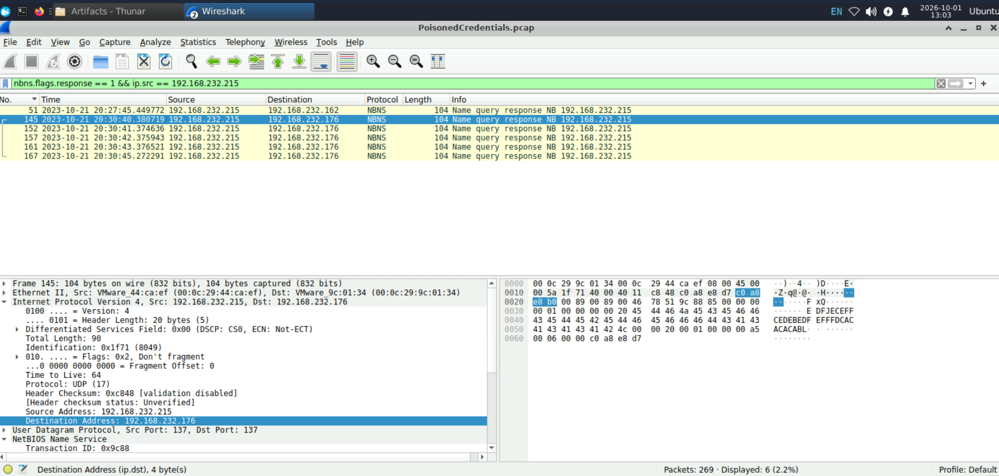 Artifacts - Thunar
2 Wireshark
EN
2026-10-01
13:03
Ubuntu
PoisonedCredentials.pcap
File Edit View Go Capture Analyze Statistics Telephony Wireless Tools Help
nbns.flags.response == 1 && ip.src == 192.168.232.215
No. Time Source Destination Protocol Length Info
51 2023-10-21 20:27:45.449772 192.168.232.215 192.168.232.162 NBNS 104 Name query response NB 192.168.232.215
145 2023-10-21 20:30:40.380719 192.168.232.215 192.168.232.176 NBNS 104 Name query response NB 192.168.232.215
152 2023-10-21 20:30:41.374636 192.168.232.215 192.168.232.176 NBNS 104 Name query response NB 192.168.232.215
157 2023-10-21 20:30:42.375943 192.168.232.215 192.168.232.176 NBNS 104 Name query response NB 192.168.232.215
161 2023-10-21 20:30:43.376521 192.168.232.215 192.168.232.176 NBNS 104 Name query response NB 192.168.232.215
167 2023-10-21 20:30:45.272291 192.168.232.215 192.168.232.176 NBNS 104 Name query response NB 192.168.232.215
Frame 145: 104 bytes on wire (832 bits), 104 bytes captured (832 bits)
Ethernet II, Src: VMware_44:ca:ef (00:0c:29:44:ca:ef), Dst: VMware_9c:01:34 (00:0c:29:9c:01:34)
Internet Protocol Version 4, Src: 192.168.232.215, Dst: 192.168.232.176
0100 .... = Version: 4
.... 0101 = Header Length: 20 bytes (5)
Differentiated Services Field: 0x00 (DSCP: CS0, ECN: Not-ECT)
Total Length: 90
Identification: 0x1f71 (8049)
010. .... = Flags: 0x2, Don't fragment
...0 0000 0000 0000 = Fragment Offset: 0
Time to Live: 64
Protocol: UDP (17)
Header Checksum: 0xc848 [validation disabled]
[Header checksum status: Unverified]
Source Address: 192.168.232.215
Destination Address: 192.168.232.176
User Datagram Protocol, Src Port: 137, Dst Port: 137
NetBIOS Name Service
Transaction ID: 0x9c88
0000 00 0c 29 9c 01 34 00 0c 29 44 ca ef 08 00 45 00 ··)··4·· )D····E·
0010 00 5a 1f 71 40 00 40 11 c8 48 c0 a8 e8 d7 c0 a8 ·Z·q@·@· ·H······
0020 e8 b0 00 89 00 89 00 46 78 51 9c 88 85 00 00 00 ·······F xQ······
0030 00 01 00 00 00 00 20 45 44 46 4a 45 43 45 46 46 ······ E DFJECEFF
0040 43 45 44 45 42 45 44 46 45 46 46 46 44 43 41 43 CEDEBEDF EFFFDCAC
0050 41 43 41 43 41 42 4c 00 00 20 00 01 00 00 00 a5 ACACABL· · ······
0060 00 06 00 00 c0 a8 e8 d7 ········
Destination Address (ip.dst), 4 byte(s)
Packets: 269 · Displayed: 6 (2.2%)
Profile: Default